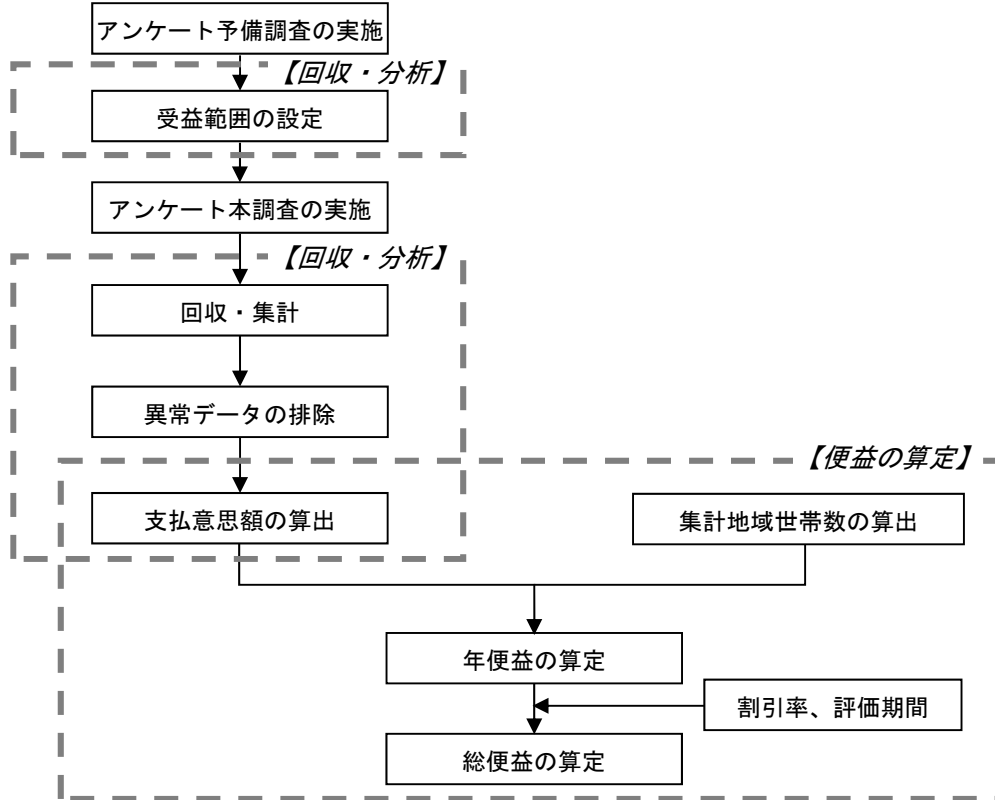 アンケート予備調査の実施
【回収・分析】
受益範囲の設定
アンケート本調査の実施
【回収・分析】
回収・集計
異常データの排除
【便益の算定】
支払意思額の算出
集計地域世帯数の算出
年便益の算定
割引率、評価期間
総便益の算定